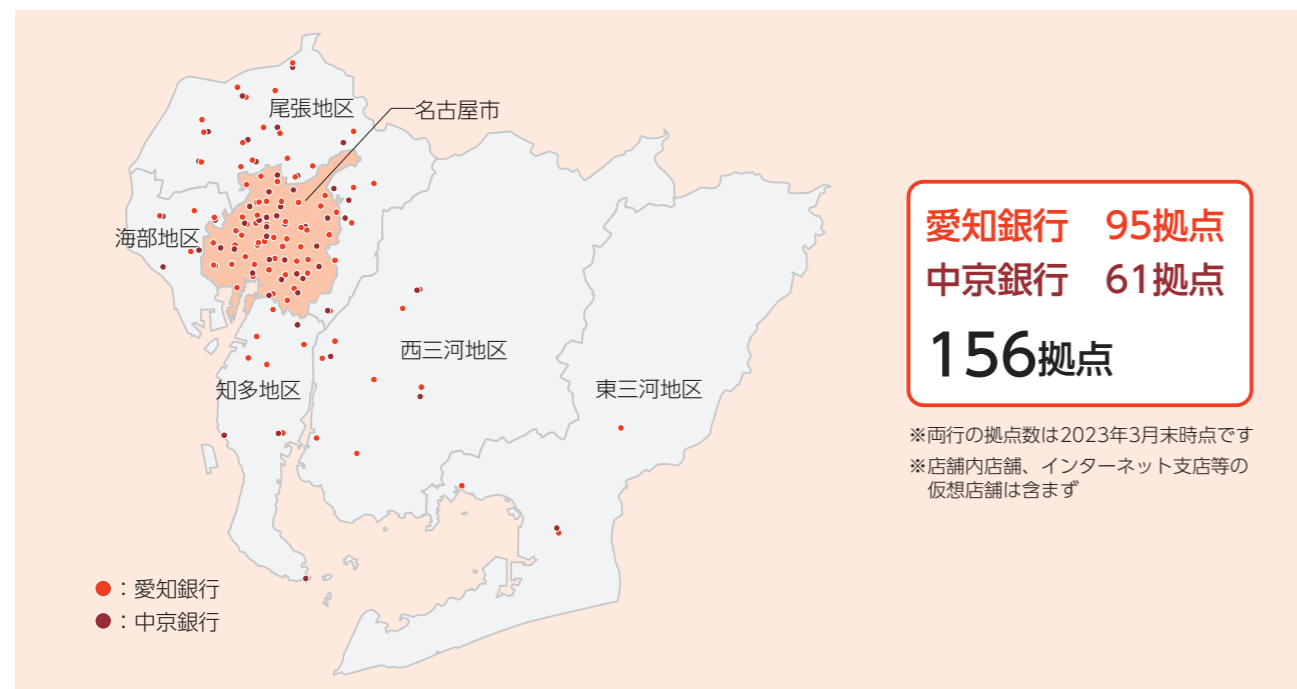 尾張地区
名古屋市
海部地区
西三河地区
知多地区
東三河地区
●：愛知銀行
●：中京銀行
愛知銀行　95拠点
中京銀行　61拠点
156拠点
※両行の拠点数は2023年3月末時点です
※店舗内店舗、インターネット支店等の
仮想店舗は含まず